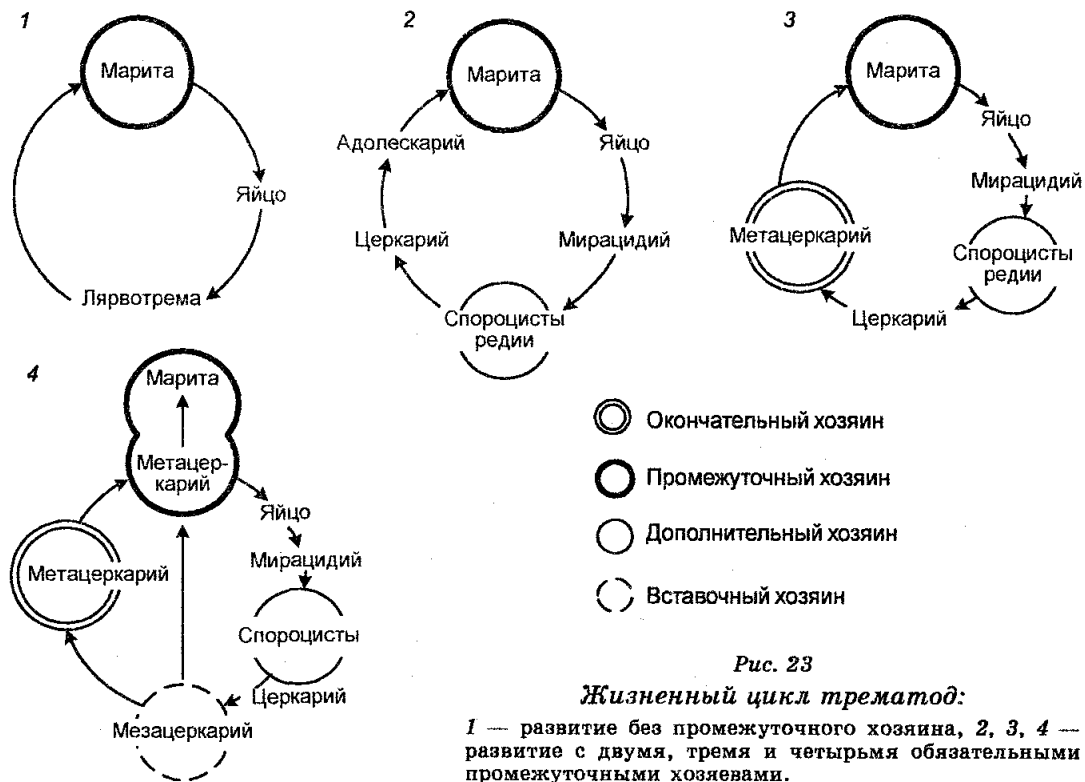 1
Марита
Яйцо
Лярвотрема
2
Марита
Яйцо
Мирацидий
Спороцисты
редии
Церкарий
Адолескарий
3
Марита
Яйцо
Мирацидий
Спороцисты
редии
Церкарий
Метацеркарий
4
Марита
Метацер-
карий
Яйцо
Мирацидий
Спороцисты
Церкарий
Мезацеркарий
Метацеркарий
Окончательный хозяин
Промежуточный хозяин
Дополнительный хозяин
Вставочный хозяин
Рис. 23
Жизненный цикл трематод:
1 — развитие без промежуточного хозяина, 2, 3, 4 —
развитие с двумя, тремя и четырьмя обязательными
промежуточными хозяевами.